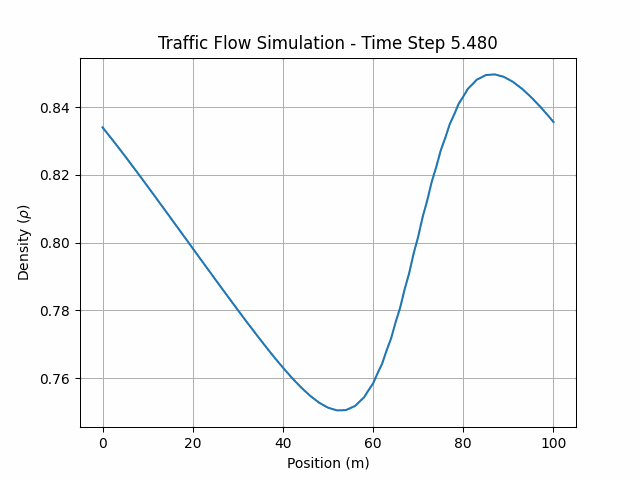 Traffic Flow Simulation - Time Step 5.480
0.84
0.82
0.80
0.78
0.76
Density (ρ)
0 20 40 60 80 100
Position (m)